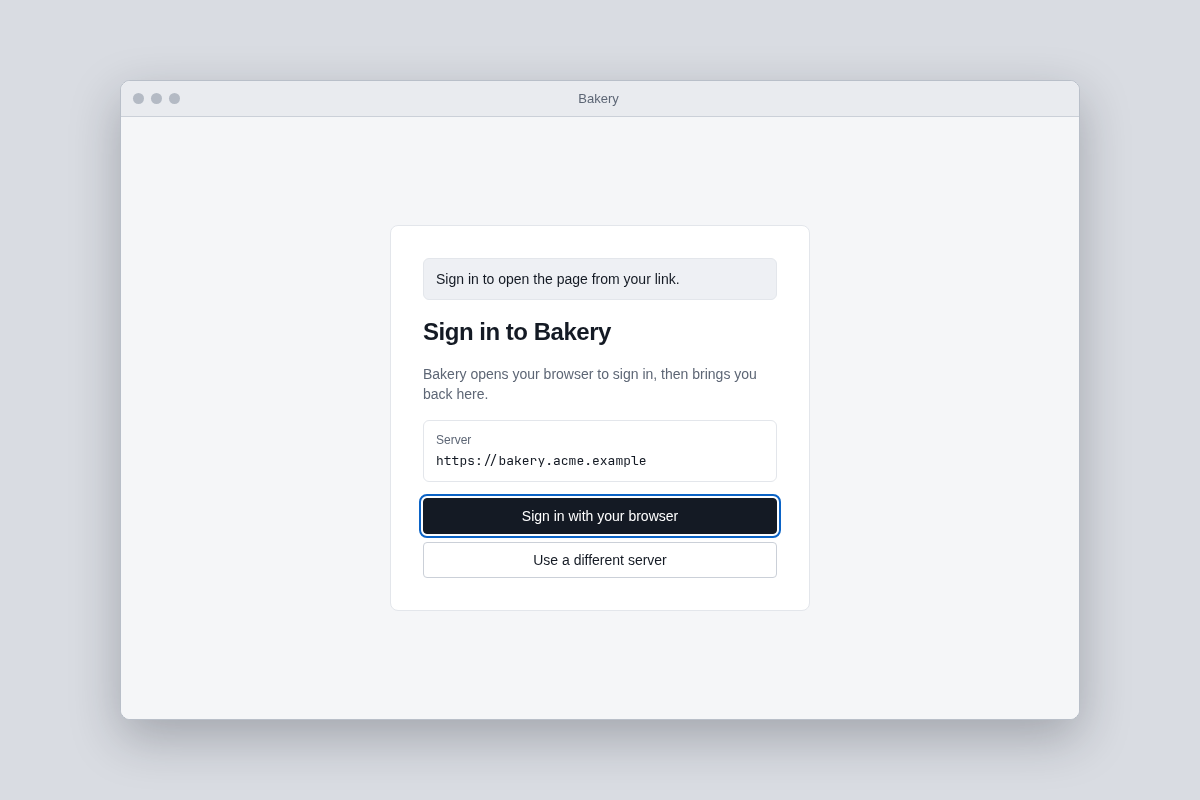 Bakery
Sign in to open the page from your link.
Sign in to Bakery
Bakery opens your browser to sign in, then brings you
back here.
Server
https://bakery.acme.example
Sign in with your browser
Use a different server